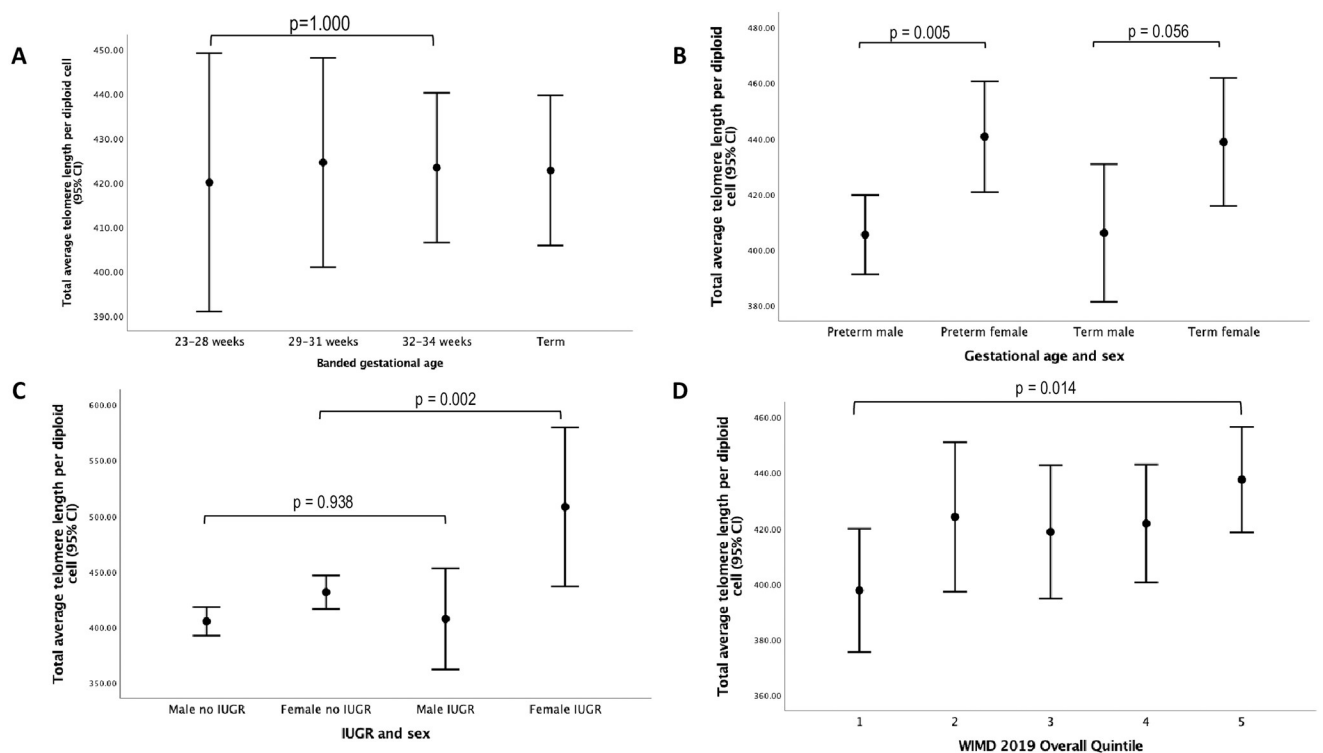 A
p=1.000
Total average telomere length per diploid cell
(95% CI)
450.00
440.00
430.00
420.00
410.00
400.00
390.00
23-28 weeks 29-31 weeks 32-34 weeks Term
Banded gestational age
B
p = 0.005 p = 0.056
Total average telomere length per diploid
cell (95% CI)
480.00
460.00
440.00
420.00
400.00
380.00
Preterm male Preterm female Term male Term female
Gestational age and sex
C
p = 0.002
p = 0.938
Total average telomere length per diploid
cell (95% CI)
600.00
550.00
500.00
450.00
400.00
350.00
Male no IUGR Female no IUGR Male IUGR Female IUGR
IUGR and sex
D
p = 0.014
Total average telomere length per diploid
cell (95% CI)
460.00
440.00
420.00
400.00
380.00
360.00
1 2 3 4 5
WIMD 2019 Overall Quintile